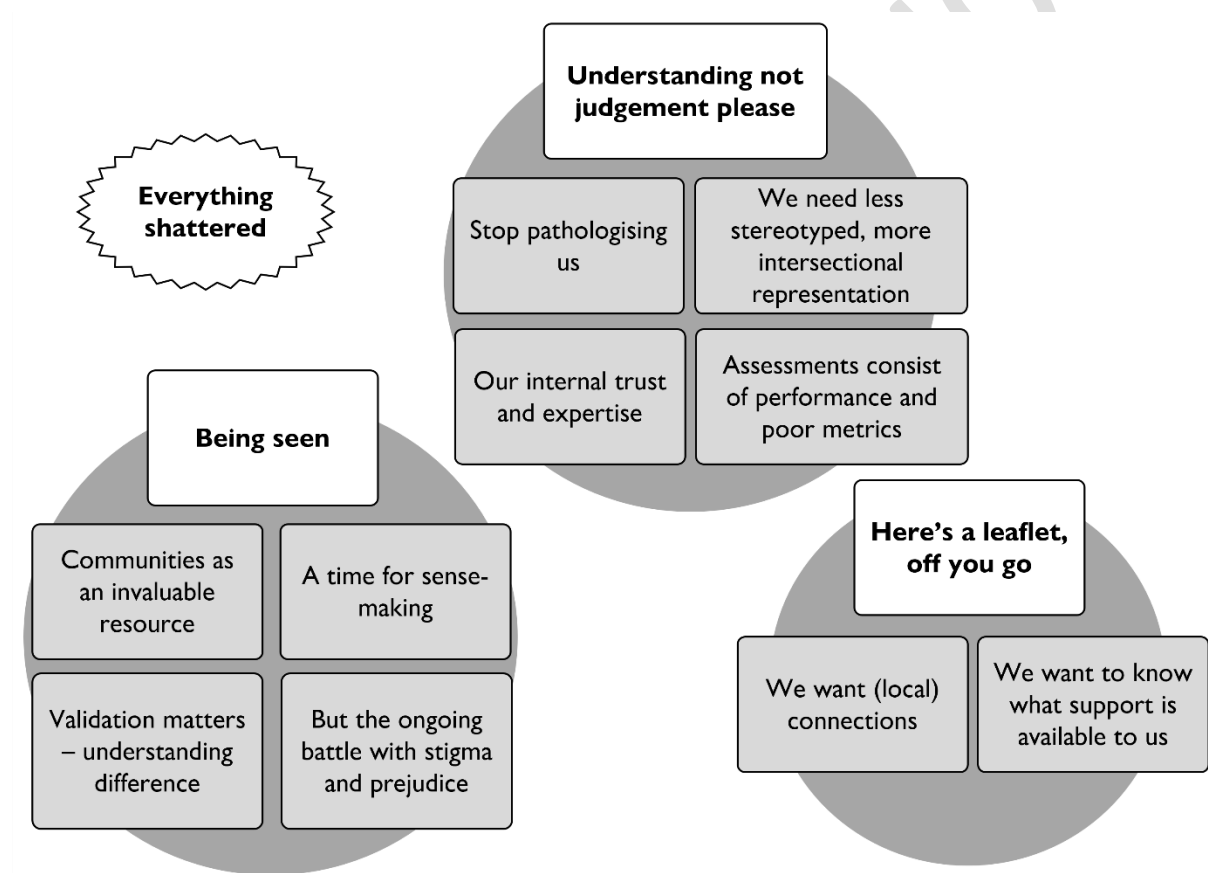 Understanding not
judgement please
Everything
shattered
Stop pathologising
us
We need less
stereotyped, more
intersectional
representation
Our internal trust
and expertise
Assessments consist
of performance and
poor metrics
Being seen
Communities as
an invaluable
resource
A time for sense-
making
Validation matters
– understanding
difference
But the ongoing
battle with stigma
and prejudice
Here’s a leaflet,
off you go
We want (local)
connections
We want to know
what support is
available to us